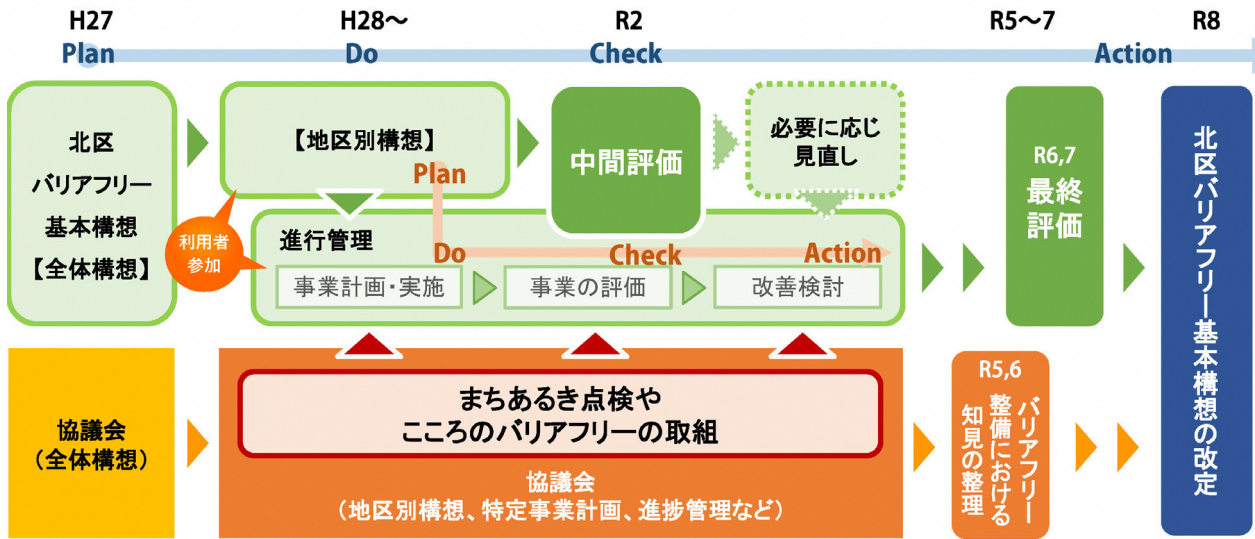 H27
H28～
R2
R5～7
R8
Plan
Do
Check
Action
北区
バリアフリー
基本構想
【全体構想】
【地区別構想】
Plan
中間評価
必要に応じ
見直し
利用者
参加
進行管理
Do
Check
Action
事業計画・実施
事業の評価
改善検討
R6,7
最終
評価
北区バリアフリー基本構想の改定
協議会
（全体構想）
まちあるき点検や
こころのバリアフリーの取組
協議会
（地区別構想、特定事業計画、進捗管理など）
R5,6
バリアフリー
整備における
知見の整理